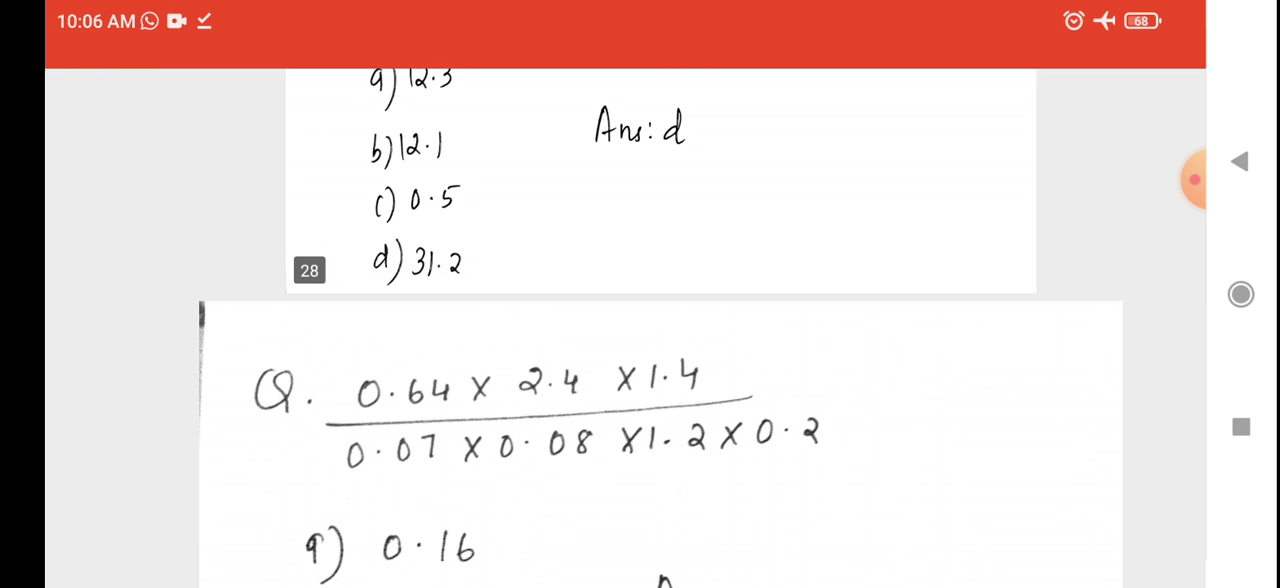 10:06 AM
68
a) 12.3
Ans: d
b) 12.1
c) 0.5
d) 31.2
28
Q. 0.64 x 2.4 x 1.4
0.07 x 0.08 x 1.2 x 0.2
a) 0.16